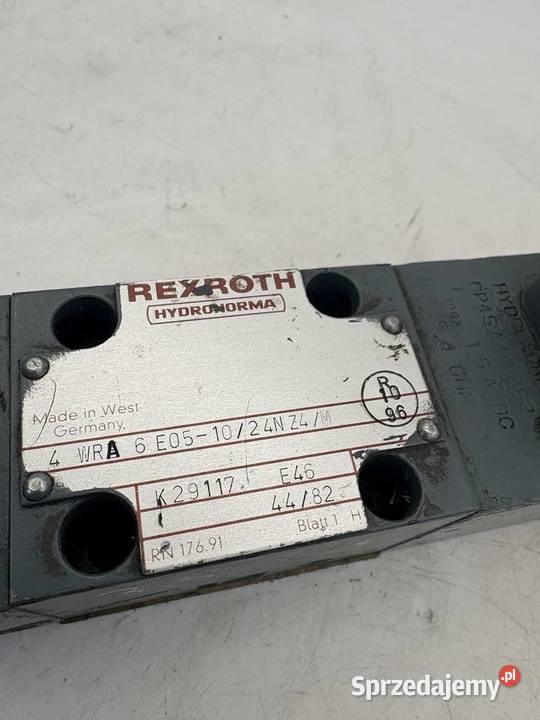 REXROTH
HYDRONORMA
Made in West
Germany.
4 WRA 6 E05-10/24NZ4/M
R
10
96
K29117. E46
44/82
RN 176.91 Blatt 1 H
GP45A
Sprzedajemy.pl